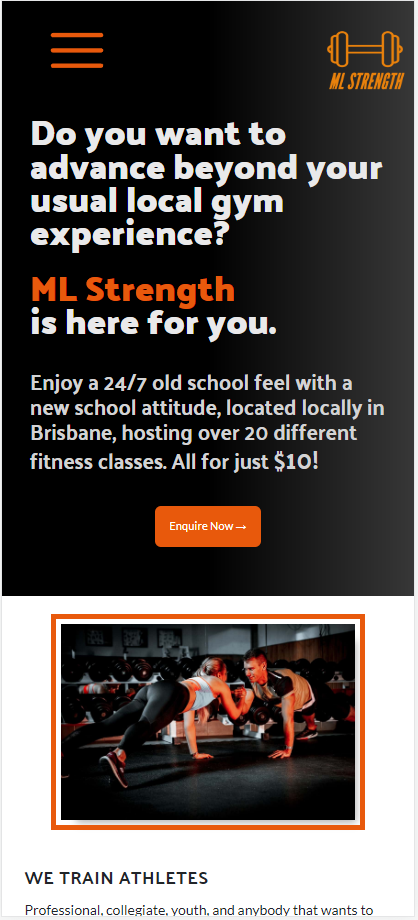 ML STRENGTH
Do you want to
advance beyond your
usual local gym
experience?
ML Strength
is here for you.
Enjoy a 24/7 old school feel with a
new school attitude, located locally in
Brisbane, hosting over 20 different
fitness classes. All for just $10!
Enquire Now →
WE TRAIN ATHLETES
Professional, collegiate, youth, and anybody that wants to